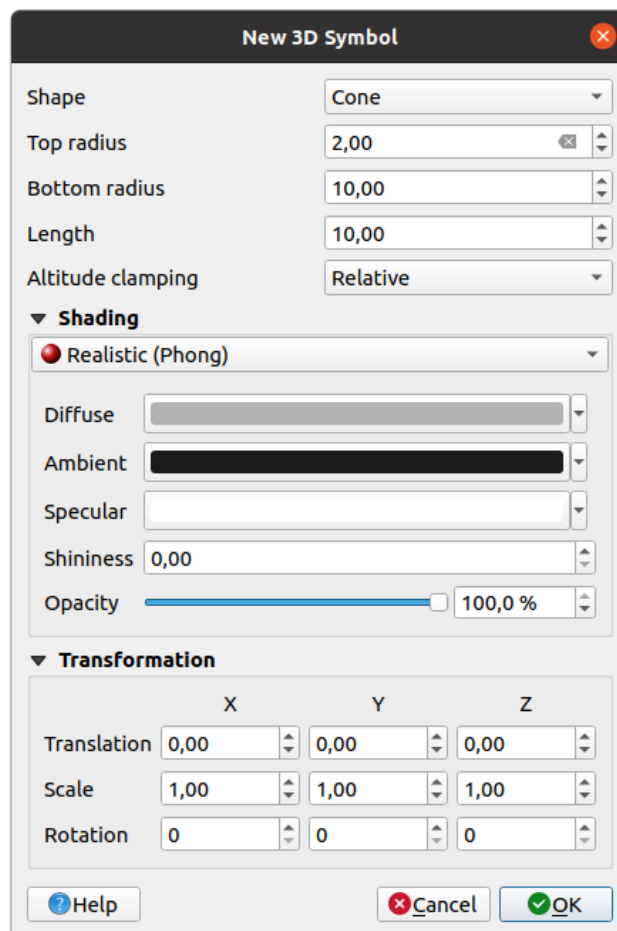 New 3D Symbol
Shape Cone
Top radius 2,00
Bottom radius 10,00
Length 10,00
Altitude clamping Relative
Shading
Realistic (Phong)
Diffuse
Ambient
Specular
Shininess 0,00
Opacity 100,0 %
Transformation
X Y Z
Translation 0,00 0,00 0,00
Scale 1,00 1,00 1,00
Rotation 0 0 0
Help Cancel OK